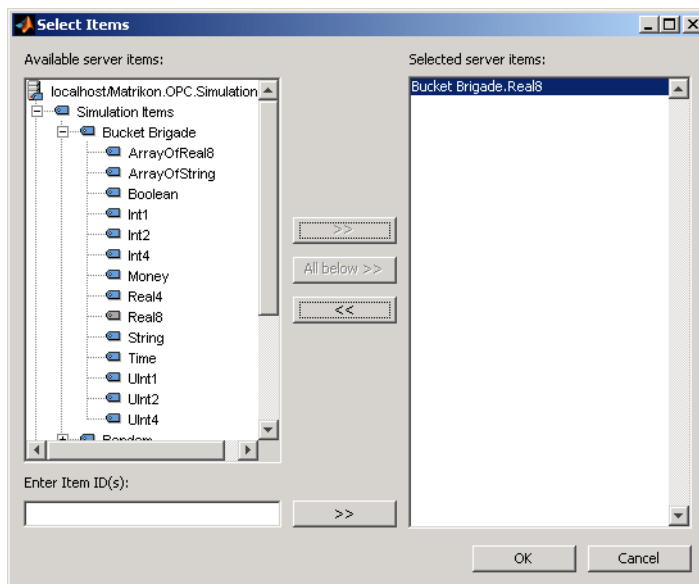 Select Items
Available server items:
Selected server items:
localhost/Matrikon.OPC.Simulation
Simulation Items
Bucket Brigade
ArrayOfReal8
ArrayOfString
Boolean
Int1
Int2
Int4
Money
Real4
Real8
String
Time
UInt1
UInt2
UInt4
Random
Bucket Brigade.Real8
>>
All below >>
<<
Enter Item ID(s):
>>
OK
Cancel